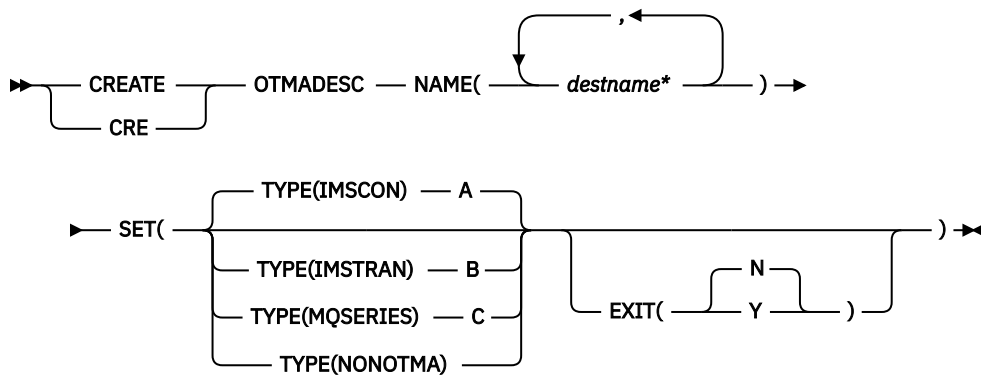 ,
CREATE OTMADESC NAME( destname* )
CRE
TYPE(IMSCON) A
SET( )
TYPE(IMSTRAN) B N
TYPE(MQSERIES) C EXIT( Y )
TYPE(NONOTMA)